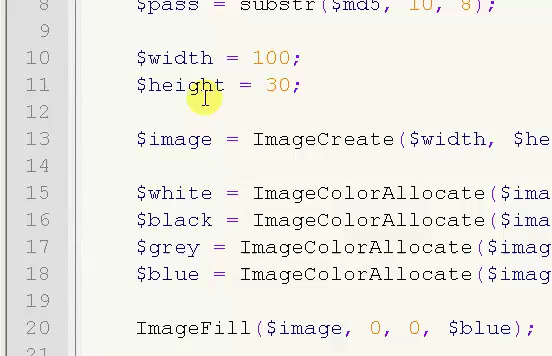 8 $pass = substr($md5, 10, 8);
9
10 $width = 100;
11 $height = 30;
12
13 $image = ImageCreate($width, $he
14
15 $white = ImageColorAllocate($ima
16 $black = ImageColorAllocate($ima
17 $grey = ImageColorAllocate($imag
18 $blue = ImageColorAllocate($imag
19
20 ImageFill($image, 0, 0, $blue);
21